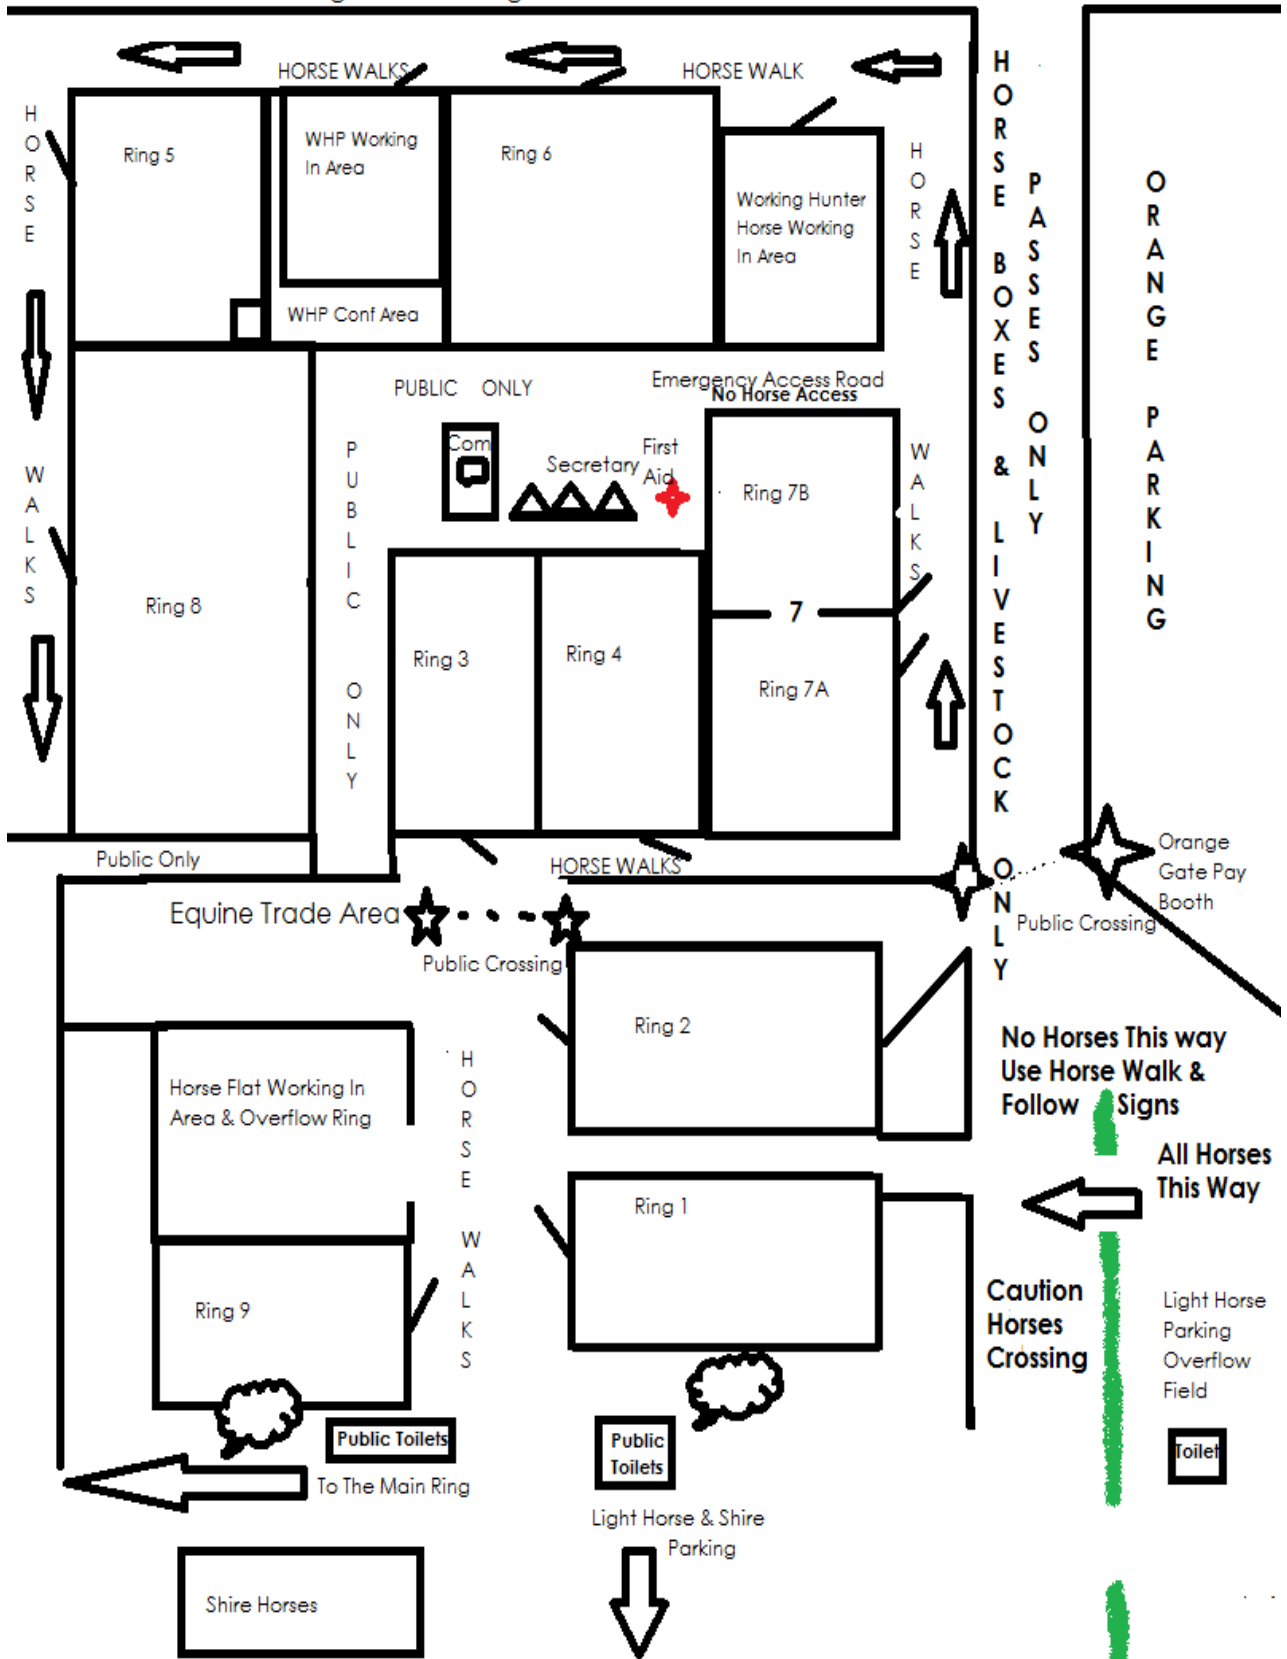 HORSE WALKS
HORSE WALK
HORSE
WALKS
Ring 5
WHP Working
In Area
WHP Conf Area
Ring 6
Working Hunter
Horse Working
In Area
HORSE
WALKS
HORSE BOXES & LIVESTOCK ONLY
PASSES ONLY
ORANGE PARKING
PUBLIC ONLY
Emergency Access Road
No Horse Access
PUBLIC ONLY
Com
Secretary
First
Aid
Ring 7B
7
Ring 7A
Ring 8
Ring 3
Ring 4
Public Only
HORSE WALKS
Orange
Gate Pay
Booth
Public Crossing
Equine Trade Area
Public Crossing
Ring 2
No Horses This way
Use Horse Walk &
Follow Signs
Horse Flat Working In
Area & Overflow Ring
HORSE WALKS
All Horses
This Way
Ring 1
Ring 9
Caution
Horses
Crossing
Light Horse
Parking
Overflow
Field
Public Toilets
Public
Toilets
Toilet
To The Main Ring
Light Horse & Shire
Parking
Shire Horses